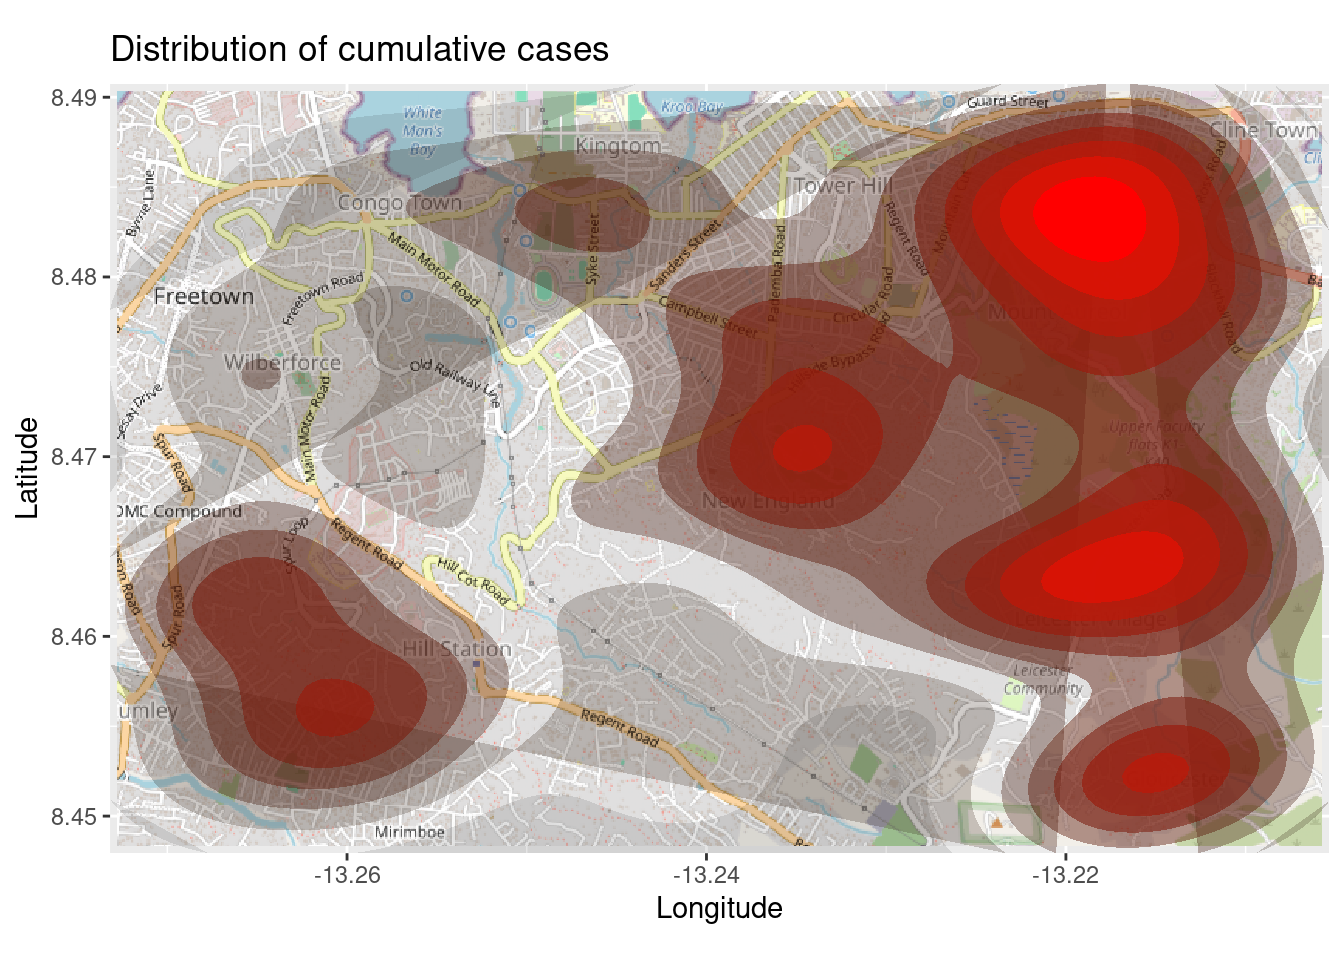 Distribution of cumulative cases
8.49
8.48
8.47
8.46
8.45
Latitude
-13.26
-13.24
-13.22
Longitude
White
Man's
Bay
Kroo Bay
Guard Street
Cline Town
Kingtom
Tower Hill
Congo Town
Byrne Lane
Main Motor Road
Syke Street
Sanders Street
Pademba Road
Regent Road
Freetown
Freetown Road
Campbell Street
Circular Road
Wilberforce
Old Railway Line
Hillside Bypass Road
Main Motor Road
Spur Road
Upper Faculty
flats K1
New England
OMC Compound
Spur Loop
Regent Road
Hill Cot Road
Spur Road
Hill Station
Leicester Village
Leicester
Community
umley
Regent Road
Mirimboe